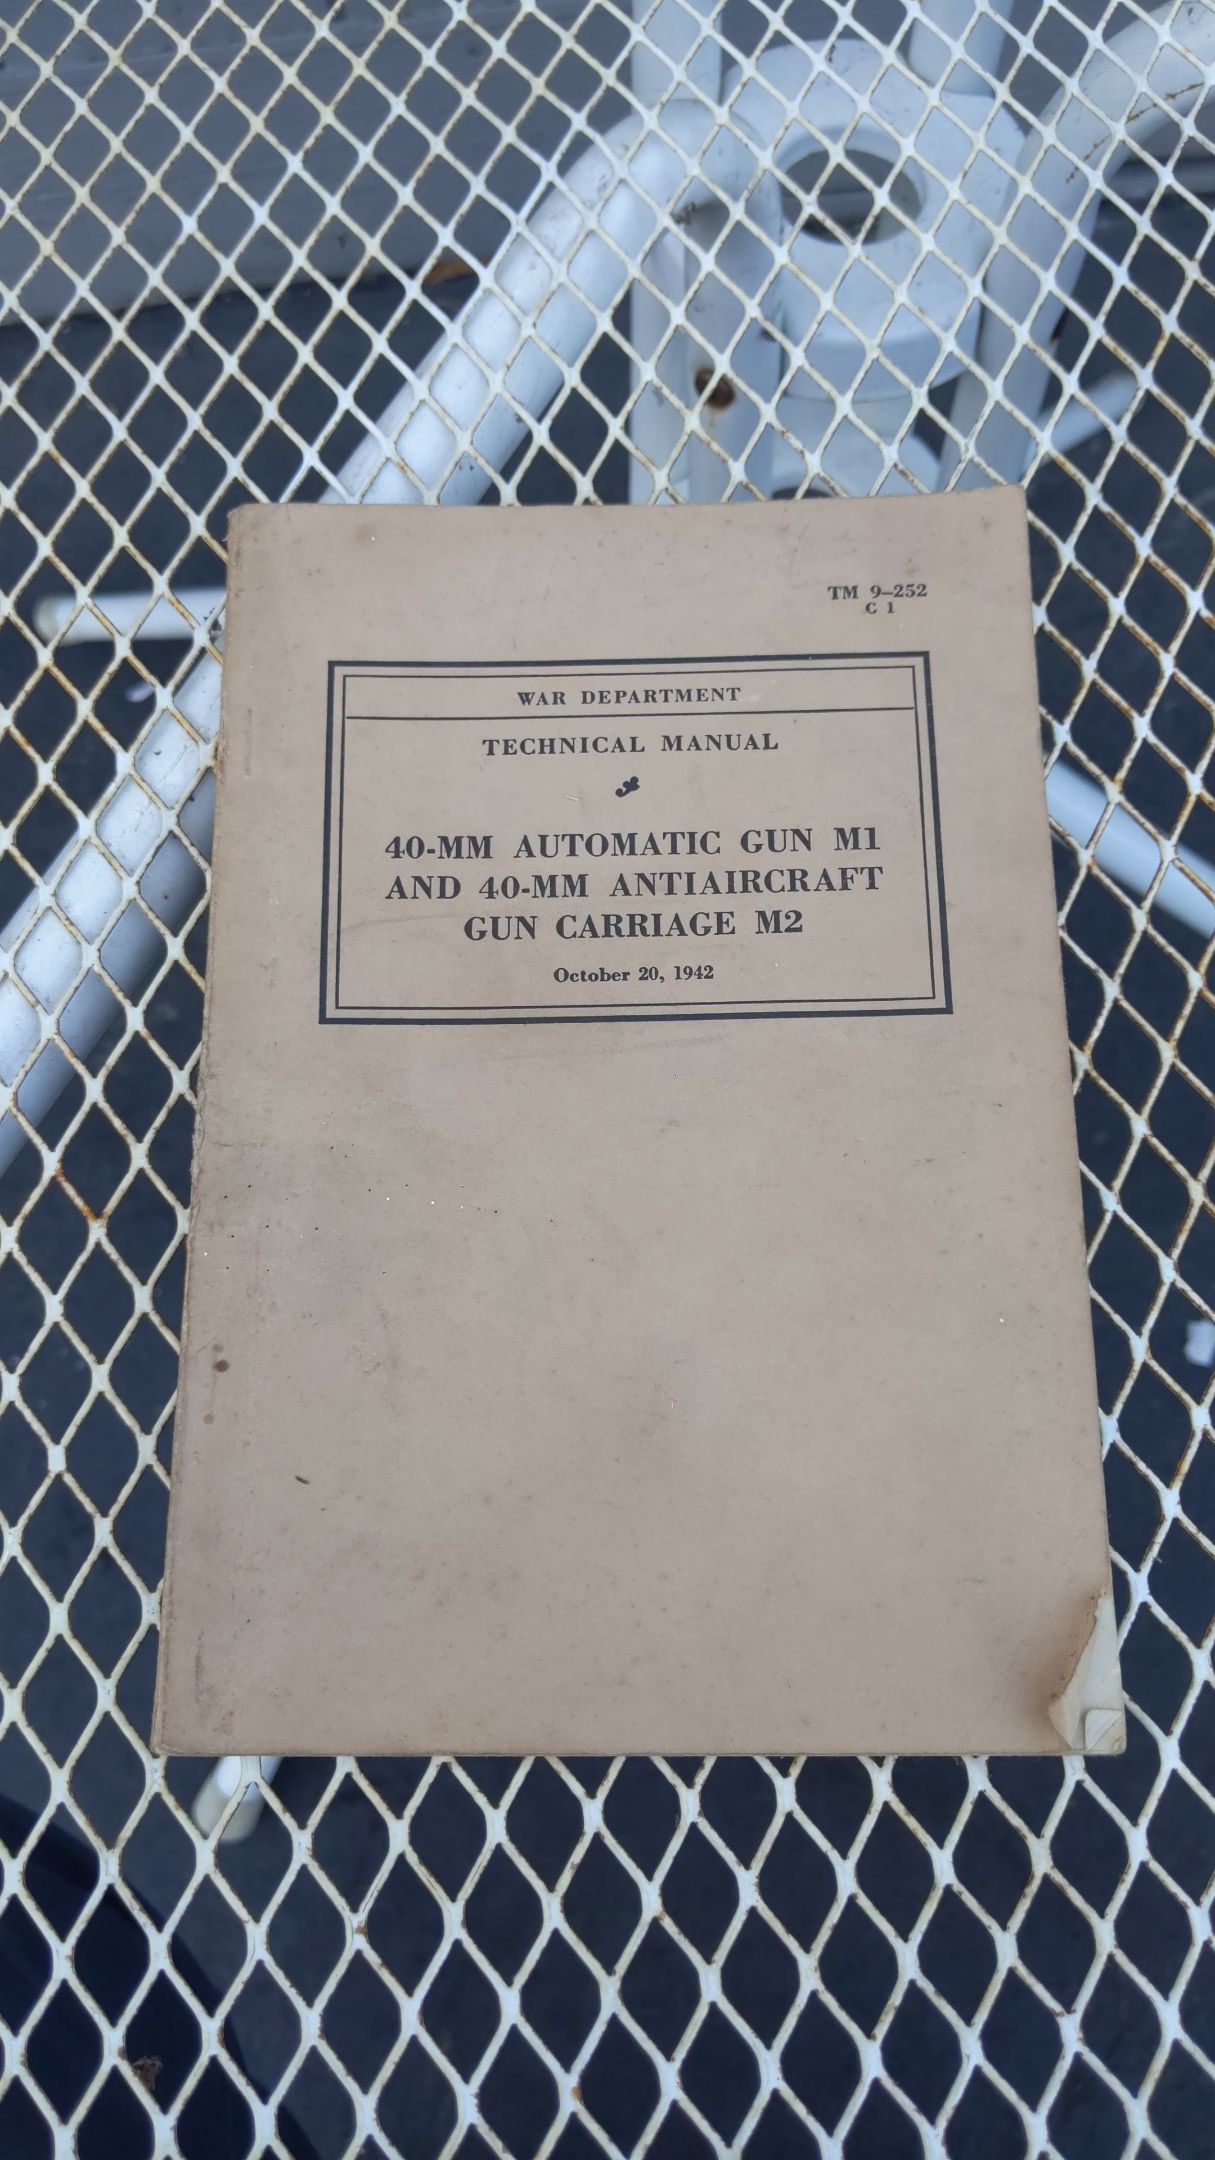 TM 9–252
C 1
WAR DEPARTMENT
TECHNICAL MANUAL
40-MM AUTOMATIC GUN M1
AND 40-MM ANTIAIRCRAFT
GUN CARRIAGE M2
October 20, 1942